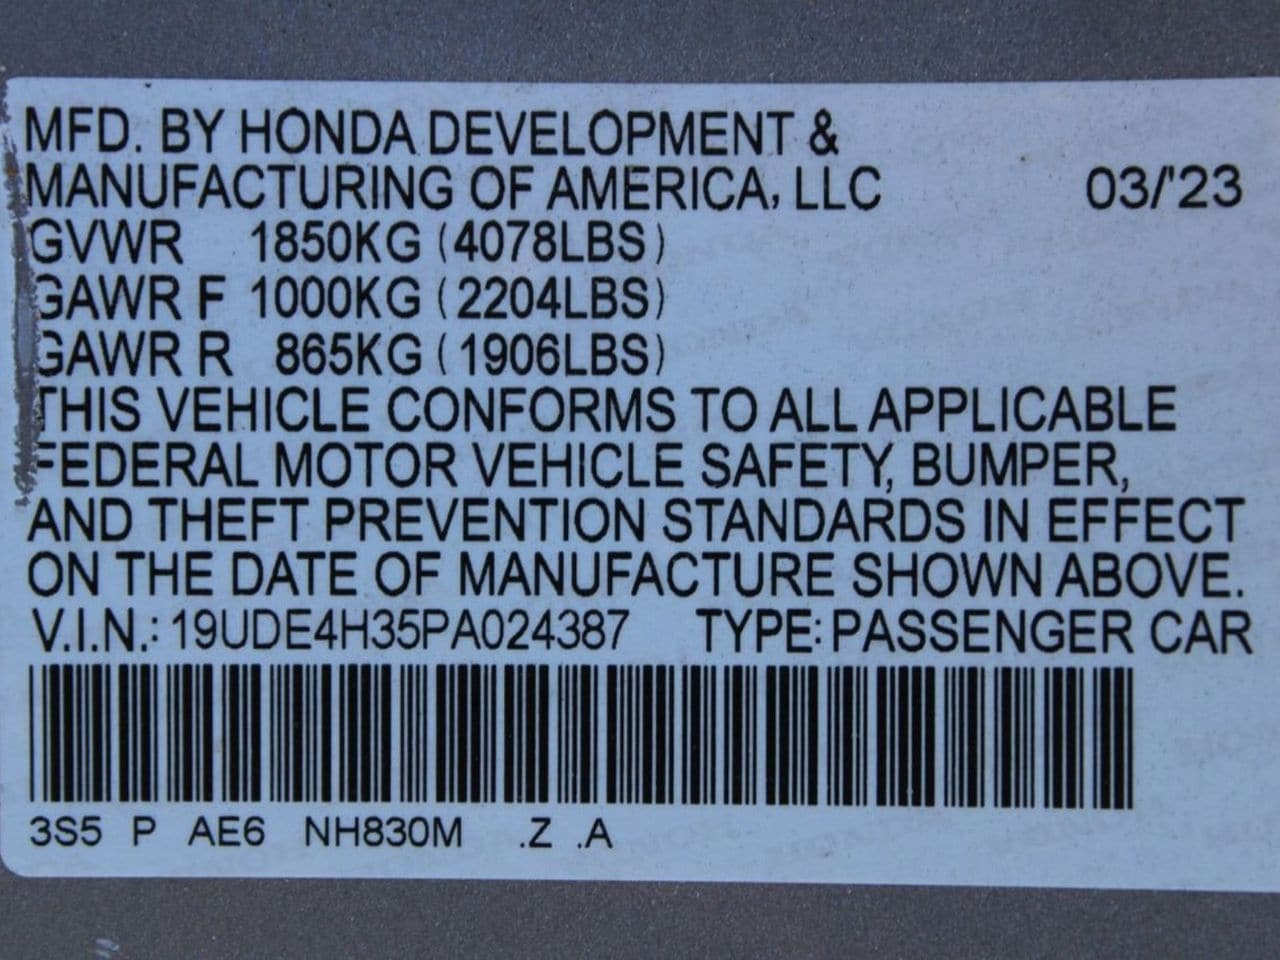 MFD. BY HONDA DEVELOPMENT &
MANUFACTURING OF AMERICA, LLC 03/'23
GVWR 1850KG (4078LBS)
GAWR F 1000KG (2204LBS)
GAWR R 865KG (1906LBS)
THIS VEHICLE CONFORMS TO ALL APPLICABLE
FEDERAL MOTOR VEHICLE SAFETY, BUMPER,
AND THEFT PREVENTION STANDARDS IN EFFECT
ON THE DATE OF MANUFACTURE SHOWN ABOVE.
V.I.N.: 19UDE4H35PA024387 TYPE: PASSENGER CAR
3S5 P AE6 NH830M .Z .A